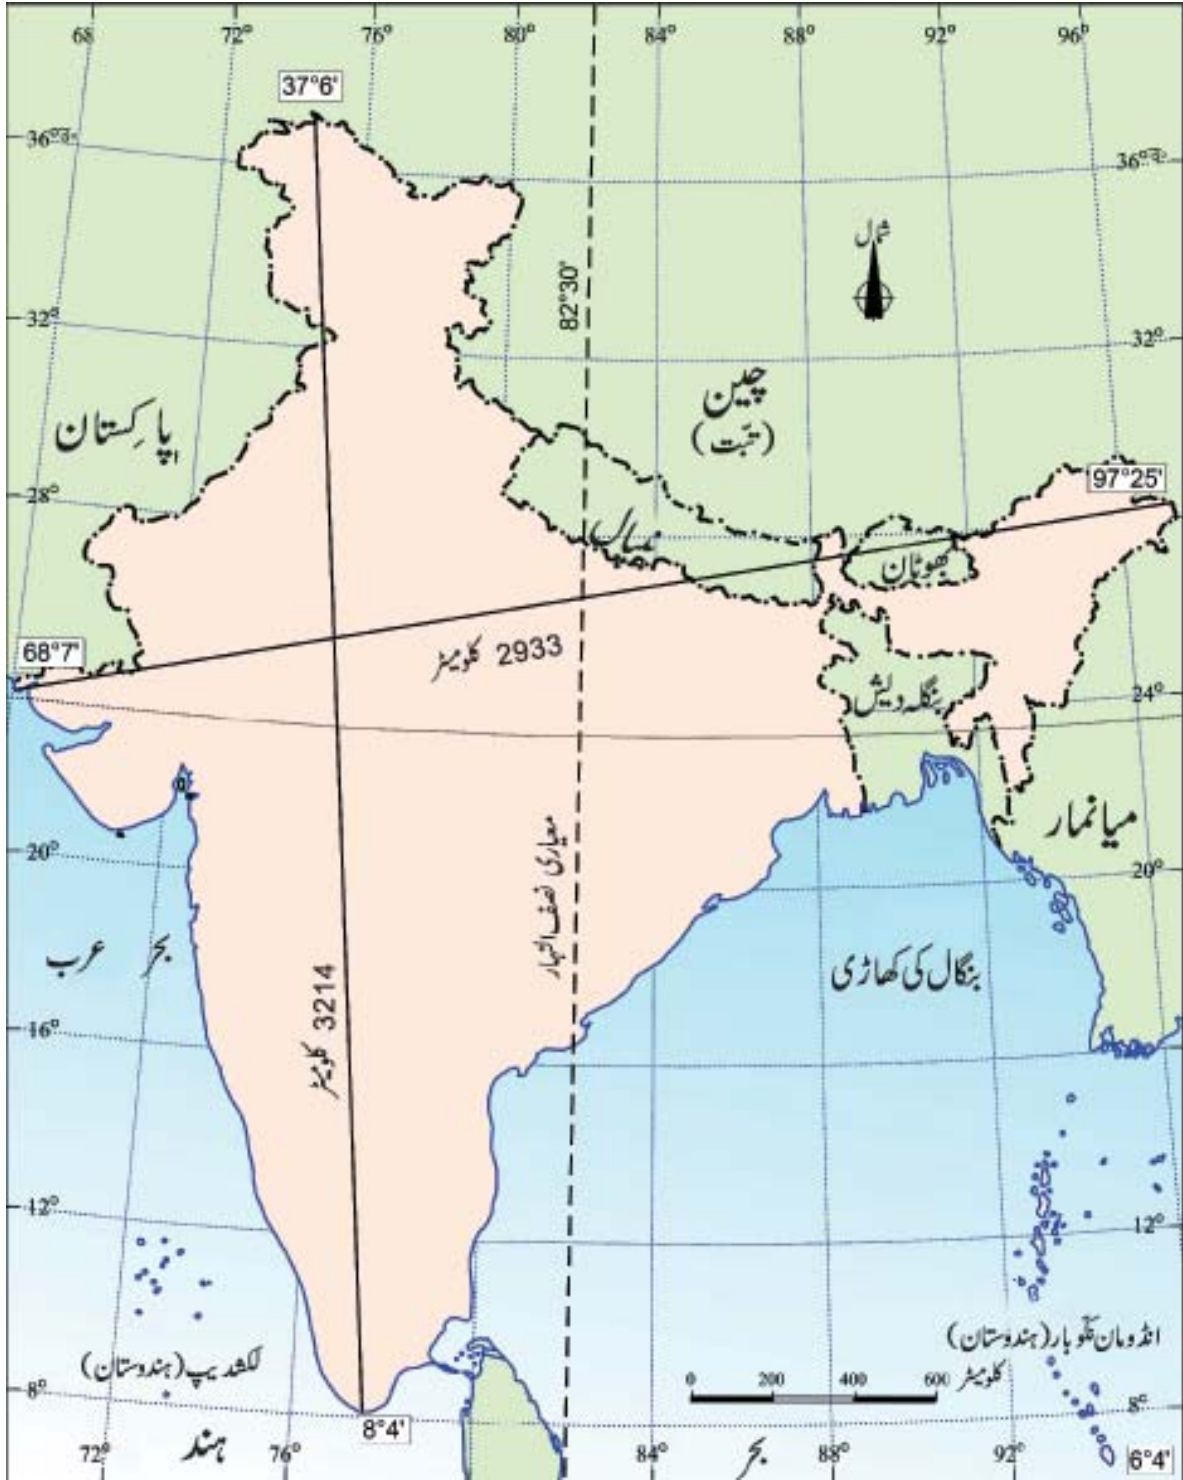 68 72° 76° 80° 84° 88° 92° 96°
37°6'
36°
36°
شمال
82°30'
32°
32°
چین
(تبّت)
پاکستان
97°25'
28°
نیپال
بھوٹان
68°7'
2933 کلومیٹر
بنگلہ دیش
24°
میانمار
معیاری نصف النہار
20°
20°
بحر عرب
بنگال کی کھاڑی
3214 کلومیٹر
16°
12°
12°
لکشدیپ (ہندوستان)
انڈومان نکوبار (ہندوستان)
0 200 400 600 کلومیٹر
8°
8°
8°4'
6°4'
72° ہند 76° 84° بحر 88° 92°